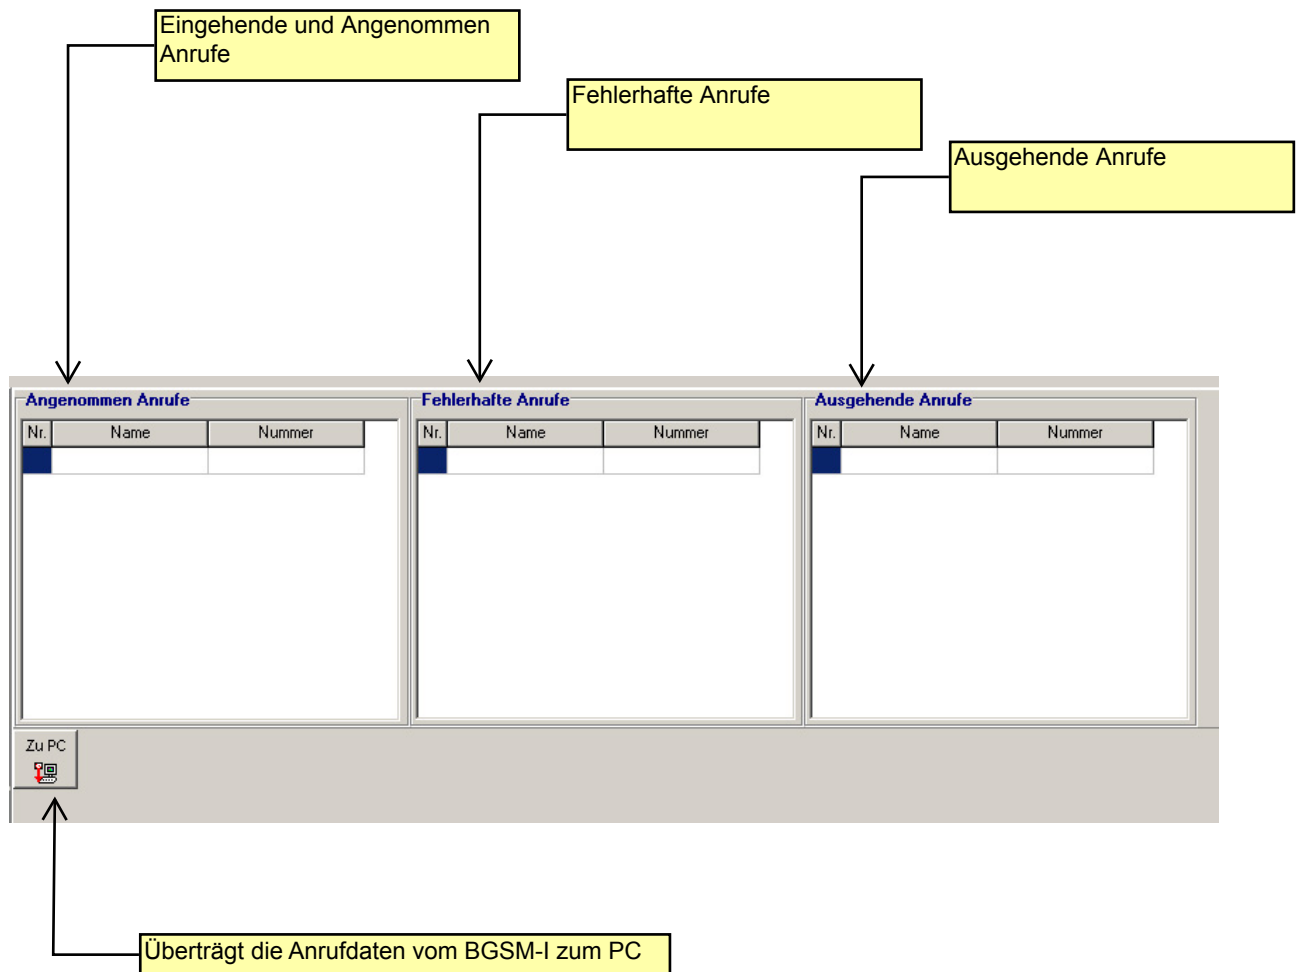 Eingehende und Angenommen
Anrufe
Fehlerhafte Anrufe
Ausgehende Anrufe
Angenommen Anrufe
Nr. Name Nummer
Fehlerhafte Anrufe
Nr. Name Nummer
Ausgehende Anrufe
Nr. Name Nummer
Zu PC
Überträgt die Anrufdaten vom BGSM-I zum PC